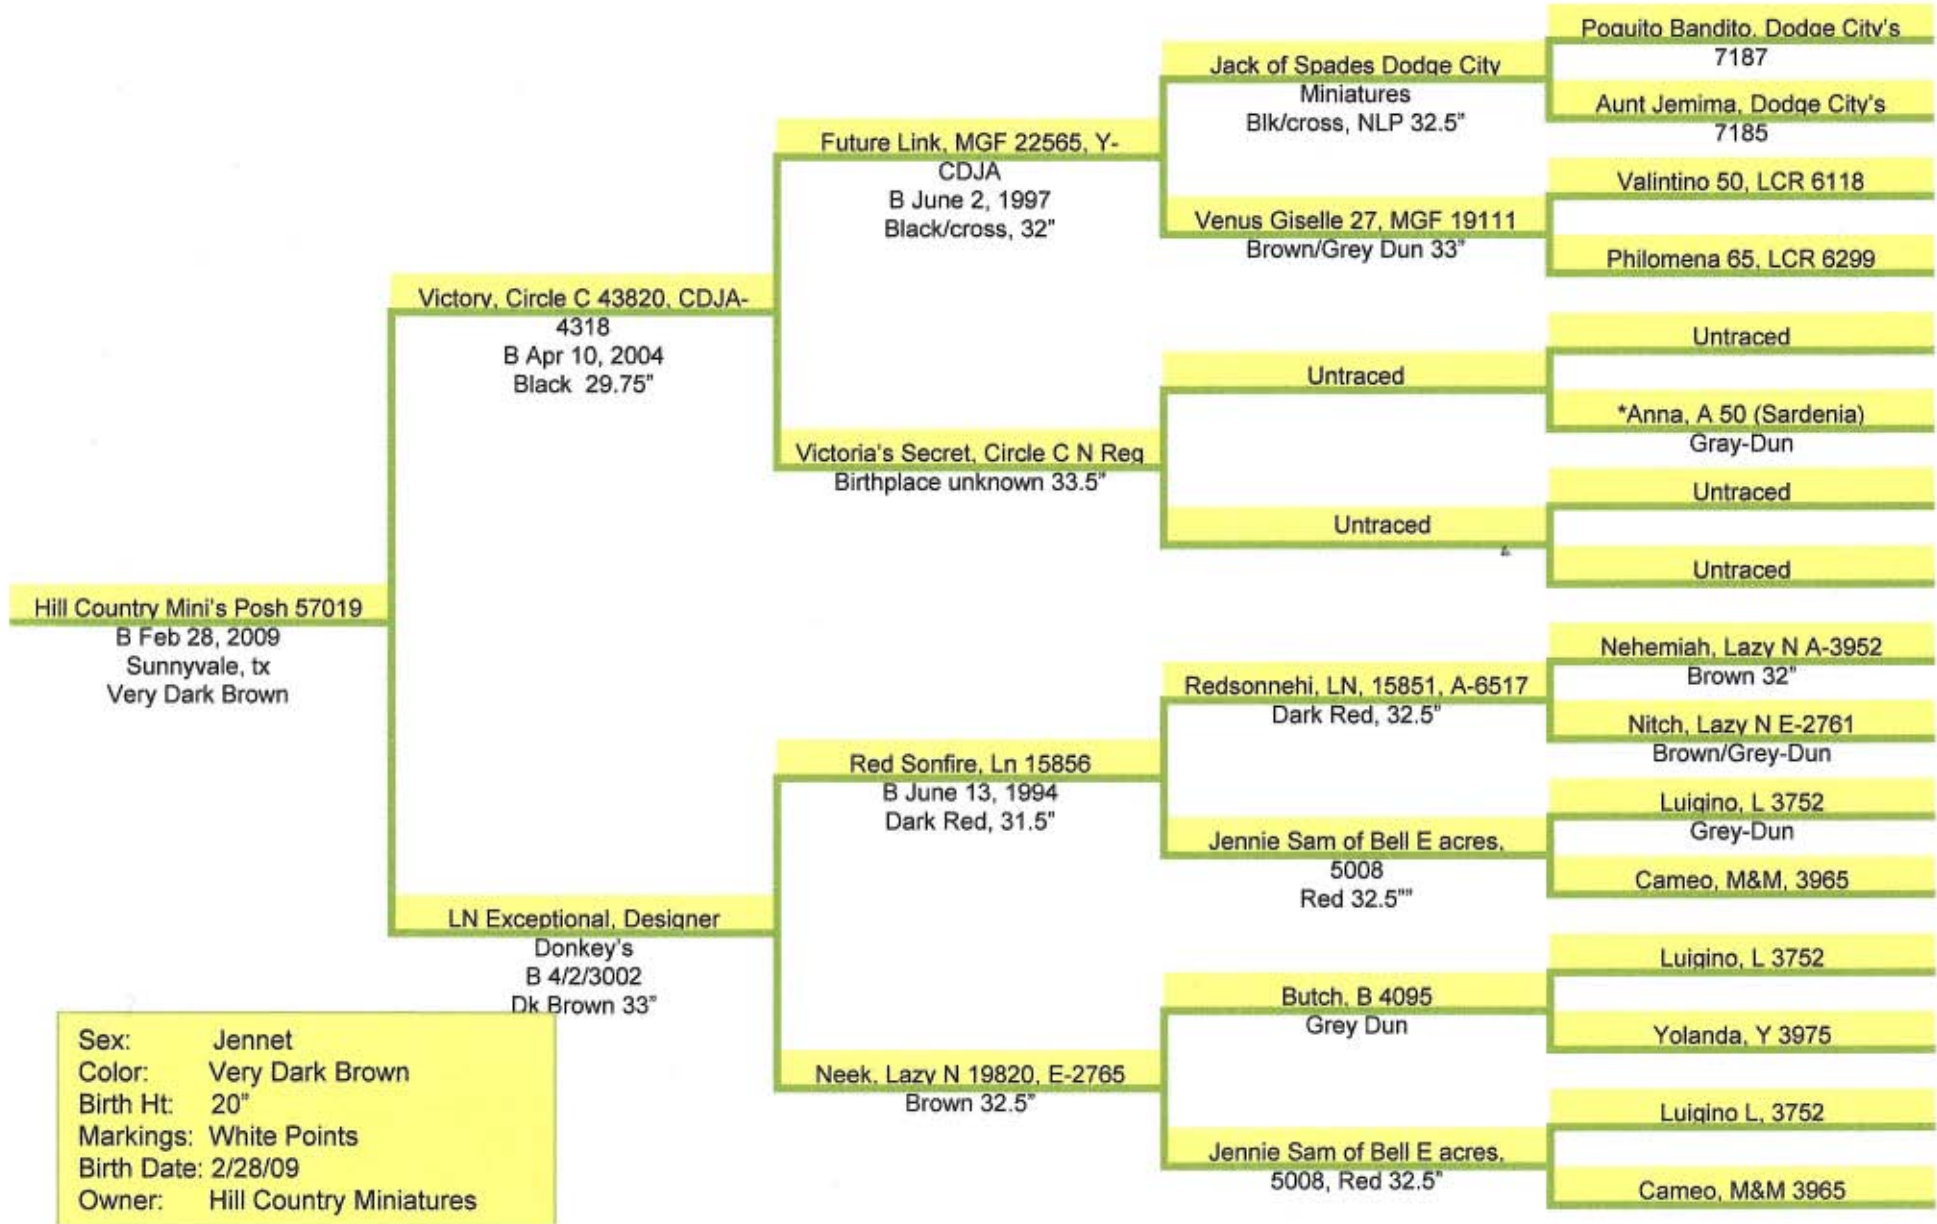 Hill Country Mini's Posh 57019
B Feb 28, 2009
Sunnyvale, tx
Very Dark Brown
Victory, Circle C 43820, CDJA-
4318
B Apr 10, 2004
Black 29.75"
LN Exceptional, Designer
Donkey's
B 4/2/3002
Dk Brown 33"
Future Link, MGF 22565, Y-
CDJA
B June 2, 1997
Black/cross, 32"
Victoria's Secret, Circle C N Reg
Birthplace unknown 33.5"
Red Sonfire, Ln 15856
B June 13, 1994
Dark Red, 31.5"
Neek, Lazy N 19820, E-2765
Brown 32.5"
Jack of Spades Dodge City
Miniatures
Blk/cross, NLP 32.5"
Venus Giselle 27, MGF 19111
Brown/Grey Dun 33"
Untraced
Untraced
Redsonnehi, LN, 15851, A-6517
Dark Red, 32.5"
Jennie Sam of Bell E acres,
5008
Red 32.5""
Butch, B 4095
Grey Dun
Jennie Sam of Bell E acres,
5008, Red 32.5"
Poquito Bandito, Dodge City's
7187
Aunt Jemima, Dodge City's
7185
Valintino 50, LCR 6118
Philomena 65, LCR 6299
Untraced
*Anna, A 50 (Sardenia)
Gray-Dun
Untraced
Untraced
Nehemiah, Lazy N A-3952
Brown 32"
Nitch, Lazy N E-2761
Brown/Grey-Dun
Luigino, L 3752
Grey-Dun
Cameo, M&M, 3965
Luigino, L 3752
Yolanda, Y 3975
Luigino L, 3752
Cameo, M&M 3965
Sex: Jennet
Color: Very Dark Brown
Birth Ht: 20"
Markings: White Points
Birth Date: 2/28/09
Owner: Hill Country Miniatures